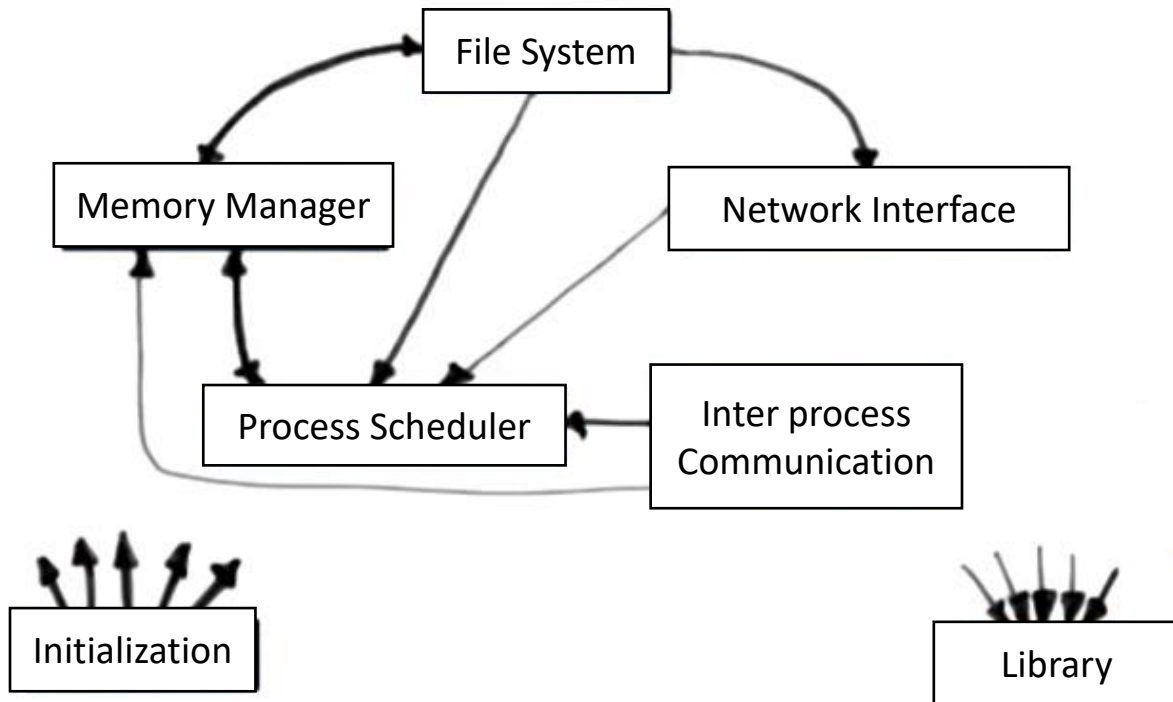 File System
Memory Manager
Network Interface
Process Scheduler
Inter process
Communication
Initialization
Library